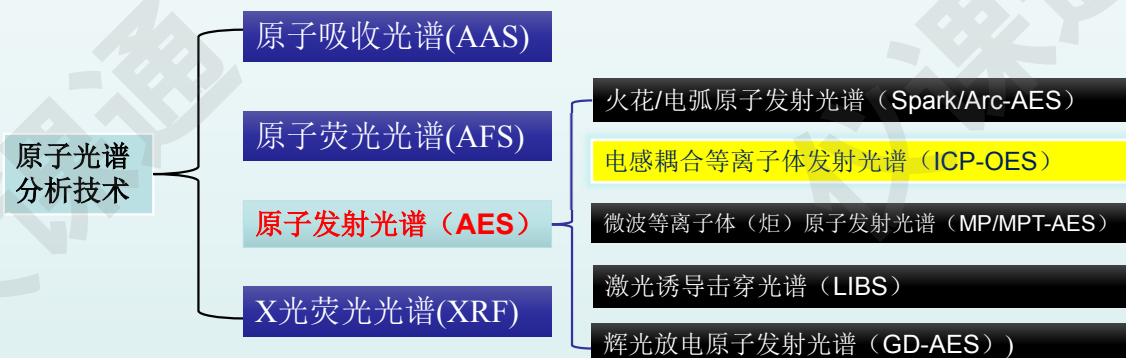 原子光谱
分析技术
原子吸收光谱(AAS)
原子荧光光谱(AFS)
原子发射光谱（AES）
X光荧光光谱(XRF)
火花/电弧原子发射光谱（Spark/Arc-AES）
电感耦合等离子体发射光谱（ICP-OES）
微波等离子体（炬）原子发射光谱（MP/MPT-AES）
激光诱导击穿光谱（LIBS）
辉光放电原子发射光谱（GD-AES）)